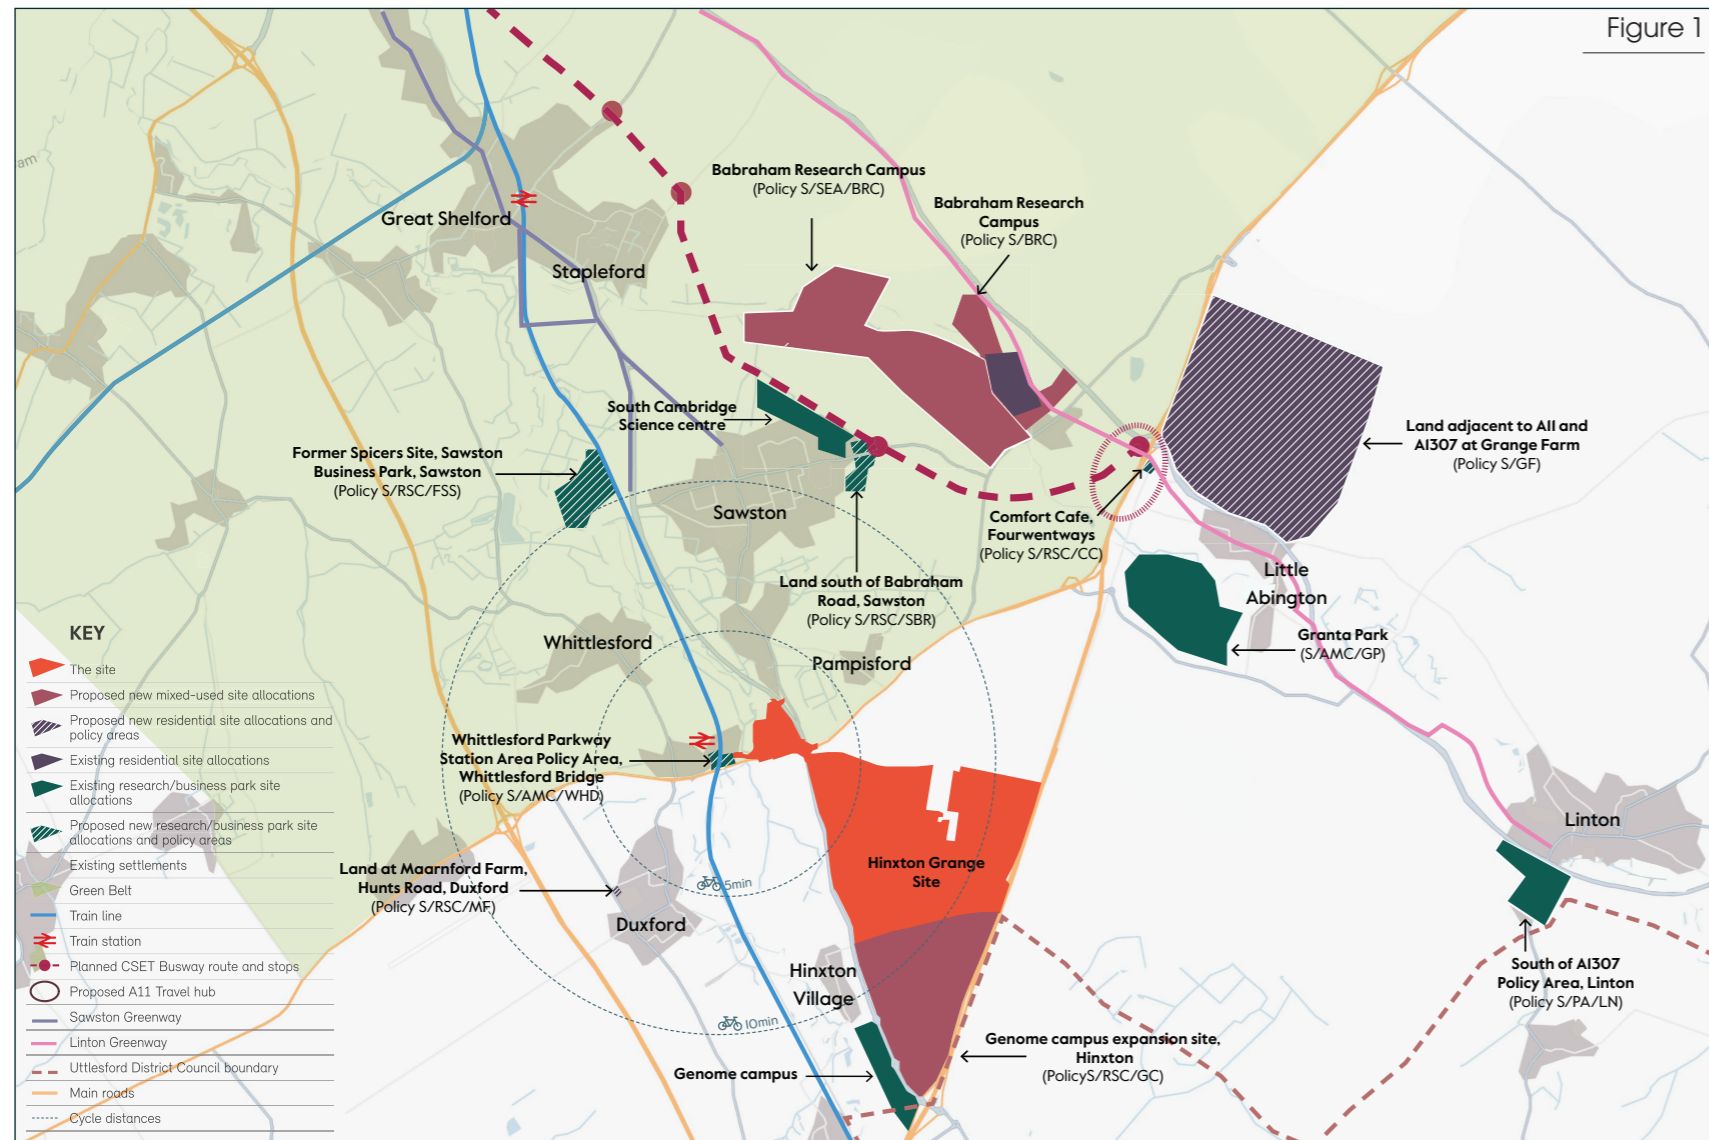 Figure 1
am
Babraham Research Campus
(Policy S/SEA/BRC)
Babraham Research
Campus
(Policy S/BRC)
Great Shelford
Stapleford
South Cambridge
Science centre
Former Spicers Site, Sawston
Business Park, Sawston
(Policy S/RSC/FSS)
Land adjacent to A11 and
A1307 at Grange Farm
(Policy S/GF)
Sawston
Comfort Cafe,
Fourwentways
(Policy S/RSC/CC)
Land south of Babraham
Road, Sawston
(Policy S/RSC/SBR)
Little
Abington
Granta Park
(S/AMC/GP)
Whittlesford
Pampisford
Whittlesford Parkway
Station Area Policy Area,
Whittlesford Bridge
(Policy S/AMC/WHD)
Linton
Hinxton Grange
Site
Land at Maarnford Farm,
Hunts Road, Duxford
(Policy S/RSC/MF)
5min
Duxford
Hinxton
Village
10min
South of A1307
Policy Area, Linton
(Policy S/PA/LN)
Genome campus expansion site,
Hinxton
(PolicyS/RSC/GC)
Genome campus
KEY
The site
Proposed new mixed-used site allocations
Proposed new residential site allocations and
policy areas
Existing residential site allocations
Existing research/business park site
allocations
Proposed new research/business park site
allocations and policy areas
Existing settlements
Green Belt
Train line
Train station
Planned CSET Busway route and stops
Proposed A11 Travel hub
Sawston Greenway
Linton Greenway
Uttlesford District Council boundary
Main roads
Cycle distances